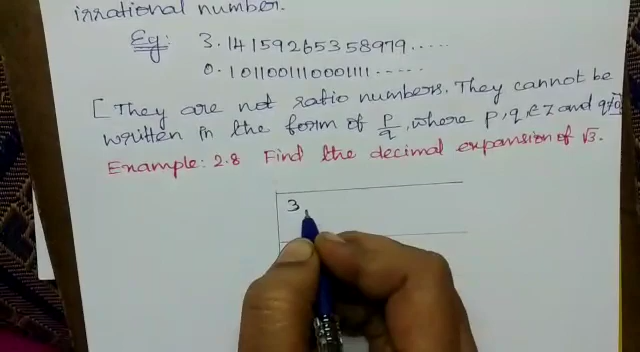 irrational number.
Eg: 3.14159265358979.....
0.1011001110001111.....
[They are not ratio numbers. They cannot be
written in the form of p/q, where p, q ∈ Z and q≠0]
Example: 2.8 Find the decimal expansion of √3.
3.